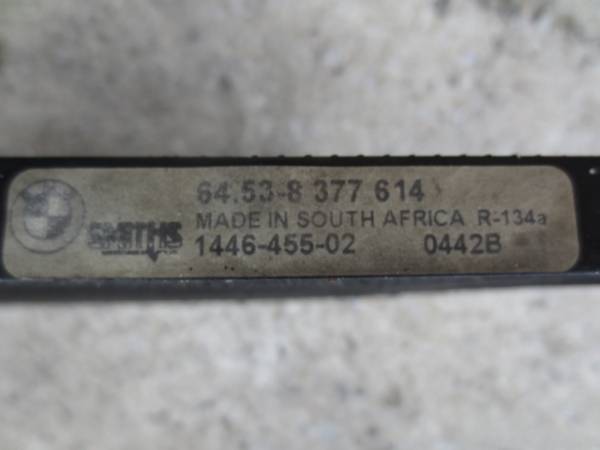 64.53-8 377 614
MADE IN SOUTH AFRICA R-134a
SMITHS
1446-455-02 0442B